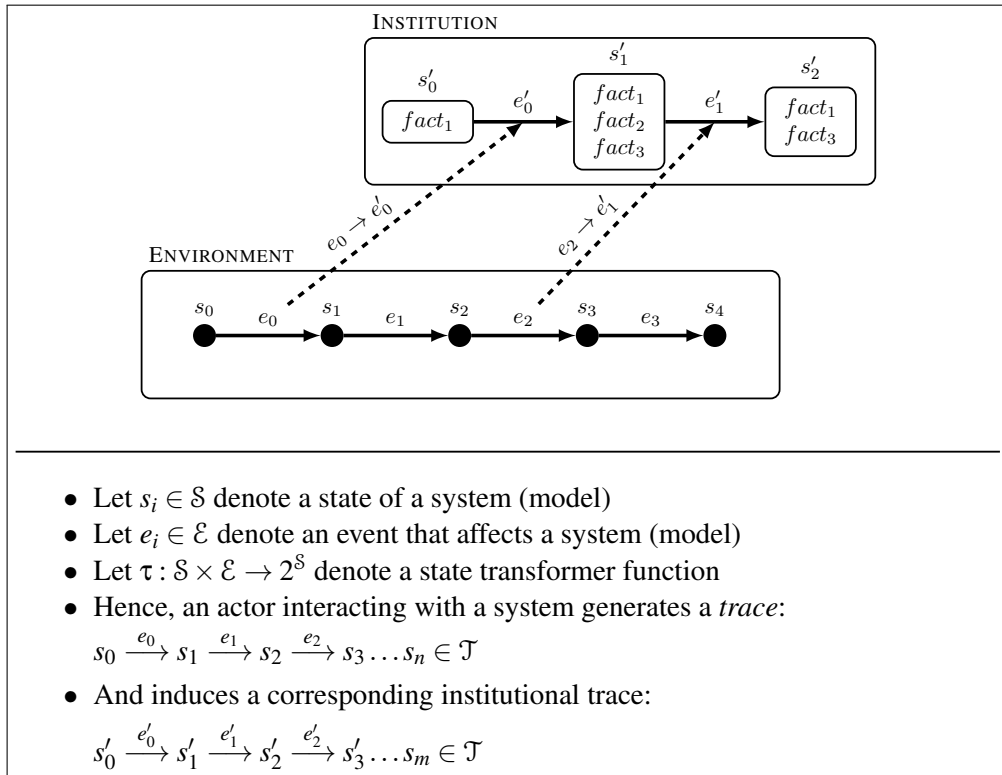 INSTITUTION
s′₀ s′₁ s′₂
fact₁ e′₀ fact₁ e′₁ fact₁
fact₂
fact₃ fact₃
e₀ → e′₀ e₂ → e′₁
ENVIRONMENT
s₀ s₁ s₂ s₃ s₄
e₀ e₁ e₂ e₃
• Let sᵢ ∈ 𝒮 denote a state of a system (model)
• Let eᵢ ∈ ℰ denote an event that affects a system (model)
• Let τ : 𝒮 × ℰ → 2^𝒮 denote a state transformer function
• Hence, an actor interacting with a system generates a trace:
s₀ —e₀→ s₁ —e₁→ s₂ —e₂→ s₃ … sₙ ∈ 𝒯
• And induces a corresponding institutional trace:
s′₀ —e′₀→ s′₁ —e′₁→ s′₂ —e′₂→ s′₃ … sₘ ∈ 𝒯